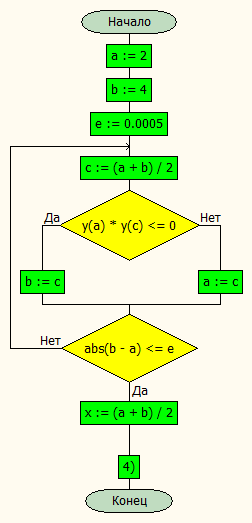 Начало
a := 2
b := 4
e := 0.0005
c := (a + b) / 2
Да
Нет
y(a) * y(c) <= 0
b := c
a := c
Нет
abs(b - a) <= e
Да
x := (a + b) / 2
4)
Конец